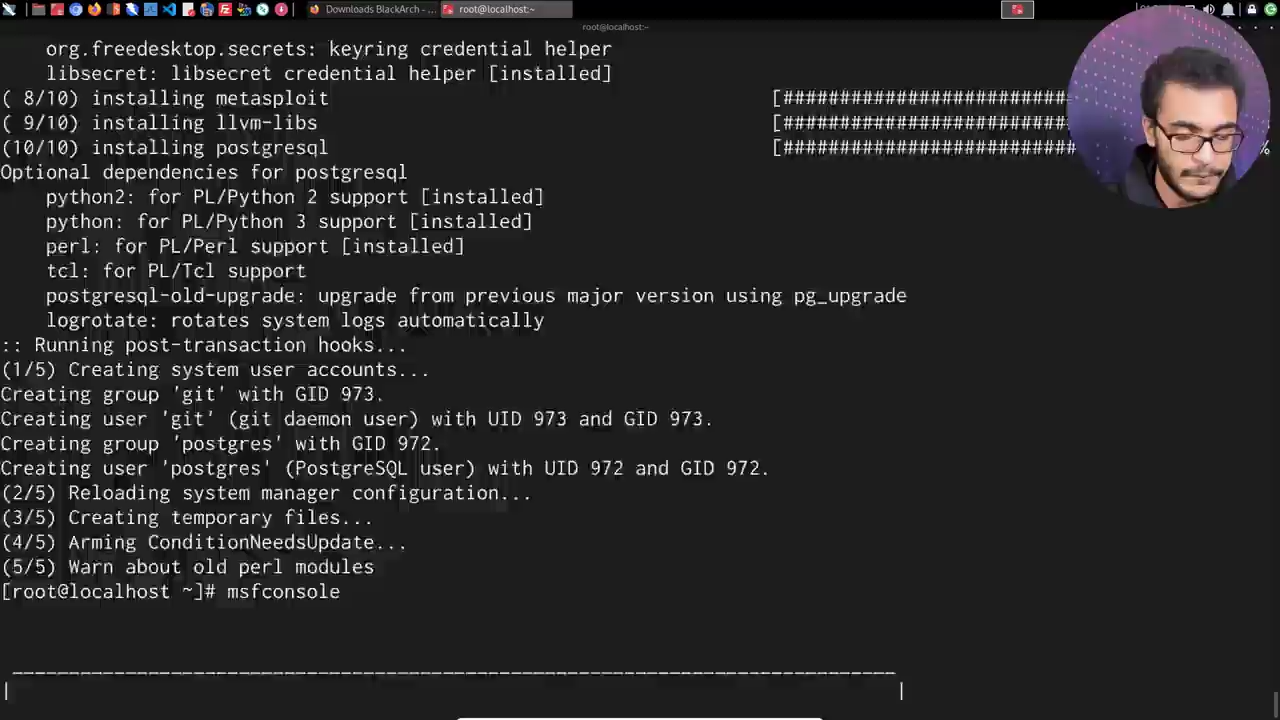 Downloads BlackArch - ...
root@localhost:~
root@localhost:~
org.freedesktop.secrets: keyring credential helper
libsecret: libsecret credential helper [installed]
( 8/10) installing metasploit [##########################
( 9/10) installing llvm-libs [##########################
(10/10) installing postgresql [########################## %
Optional dependencies for postgresql
python2: for PL/Python 2 support [installed]
python: for PL/Python 3 support [installed]
perl: for PL/Perl support [installed]
tcl: for PL/Tcl support
postgresql-old-upgrade: upgrade from previous major version using pg_upgrade
logrotate: rotates system logs automatically
:: Running post-transaction hooks...
(1/5) Creating system user accounts...
Creating group 'git' with GID 973.
Creating user 'git' (git daemon user) with UID 973 and GID 973.
Creating group 'postgres' with GID 972.
Creating user 'postgres' (PostgreSQL user) with UID 972 and GID 972.
(2/5) Reloading system manager configuration...
(3/5) Creating temporary files...
(4/5) Arming ConditionNeedsUpdate...
(5/5) Warn about old perl modules
[root@localhost ~]# msfconsole